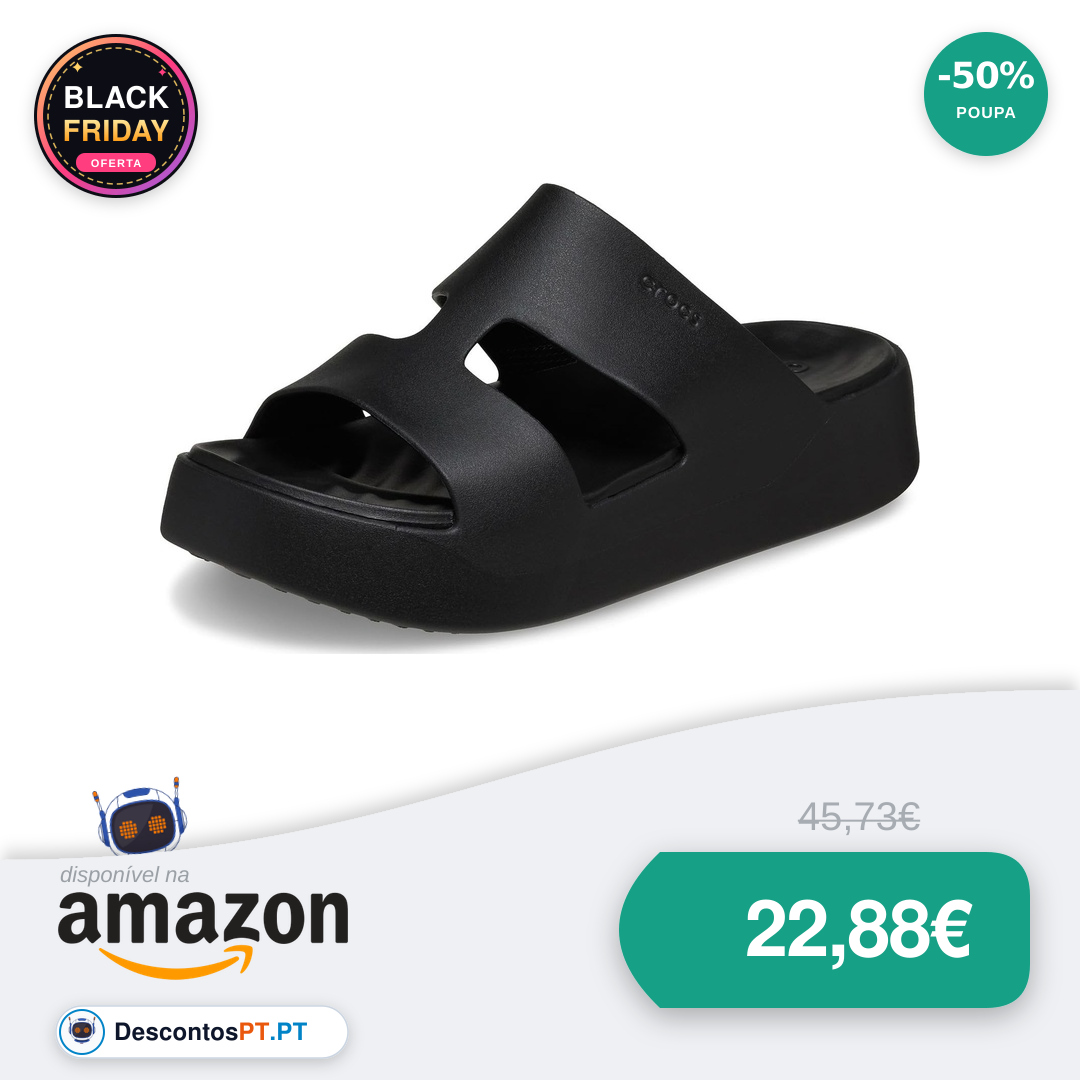 BLACK
FRIDAY
OFERTA
-50%
POUPA
crocs
45,73€
disponível na
amazon
22,88€
DescontosPT.PT